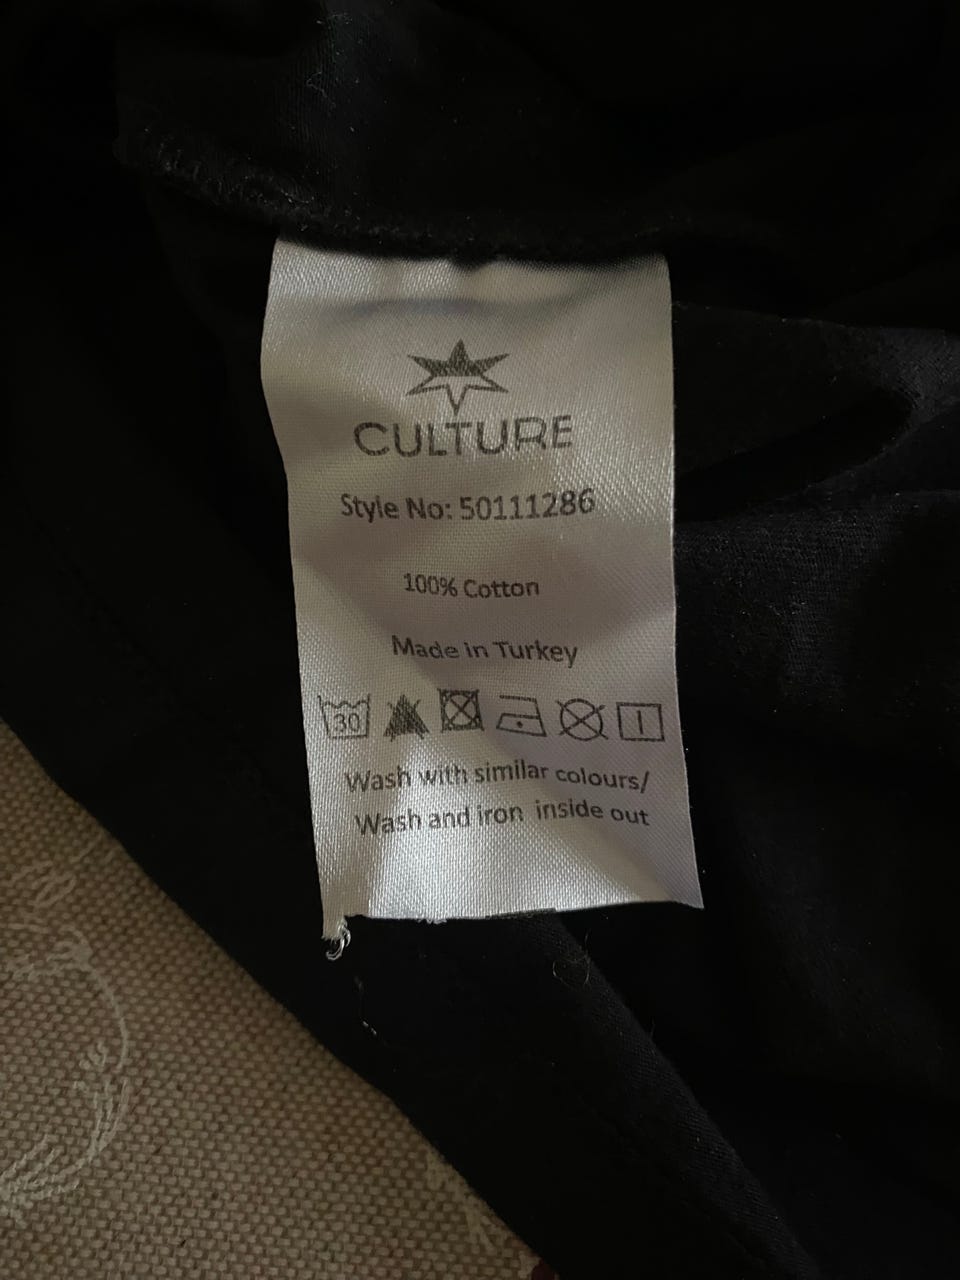 CULTURE
Style No: 50111286
100% Cotton
Made in Turkey
30
Wash with similar colours/
Wash and iron inside out